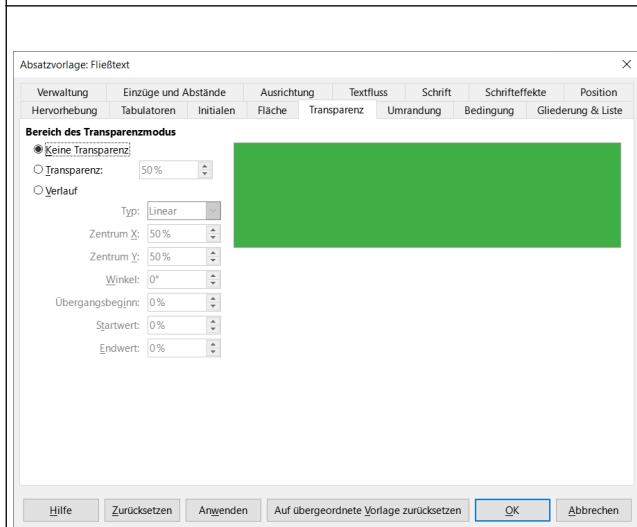 Absatzvorlage: Fließtext
Verwaltung Einzüge und Abstände Ausrichtung Textfluss Schrift Schrifteffekte Position
Hervorhebung Tabulatoren Initialen Fläche Transparenz Umrandung Bedingung Gliederung & Liste
Bereich des Transparenzmodus
Keine Transparenz
Transparenz: 50%
Verlauf
Typ: Linear
Zentrum X: 50%
Zentrum Y: 50%
Winkel: 0°
Übergangsbeginn: 0%
Startwert: 0%
Endwert: 0%
Hilfe Zurücksetzen Anwenden Auf übergeordnete Vorlage zurücksetzen OK Abbrechen